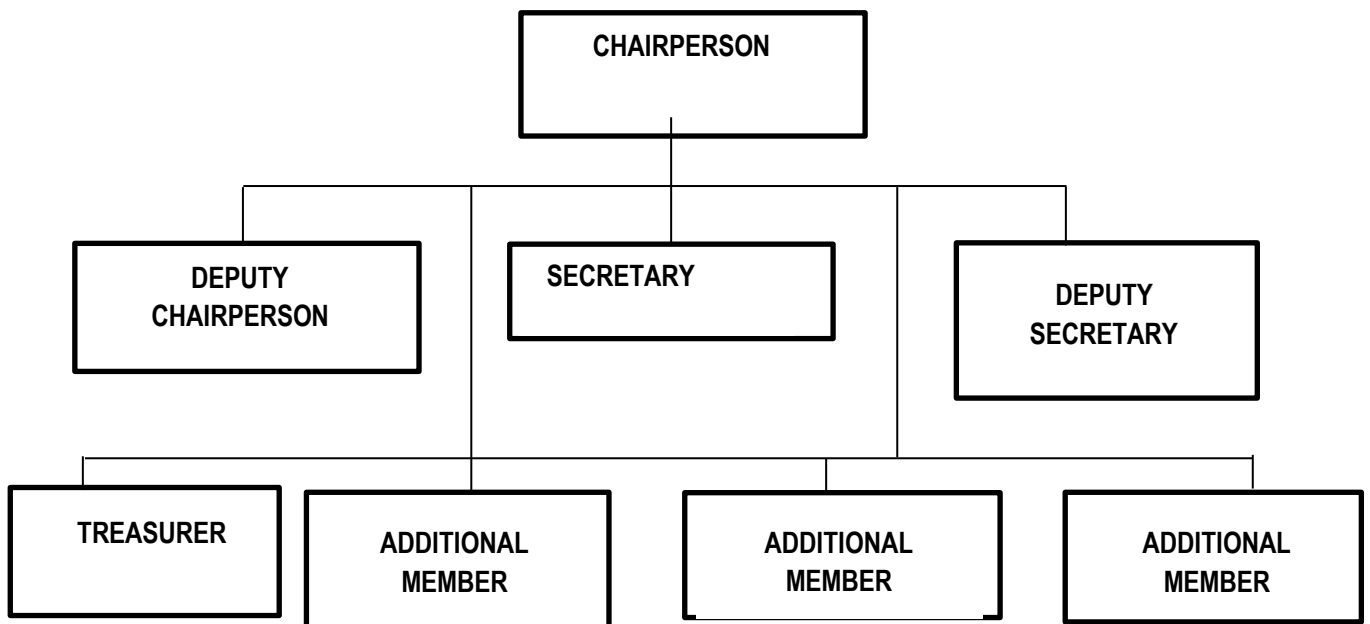 CHAIRPERSON
DEPUTY
CHAIRPERSON
SECRETARY
DEPUTY
SECRETARY
TREASURER
ADDITIONAL
MEMBER
ADDITIONAL
MEMBER
ADDITIONAL
MEMBER